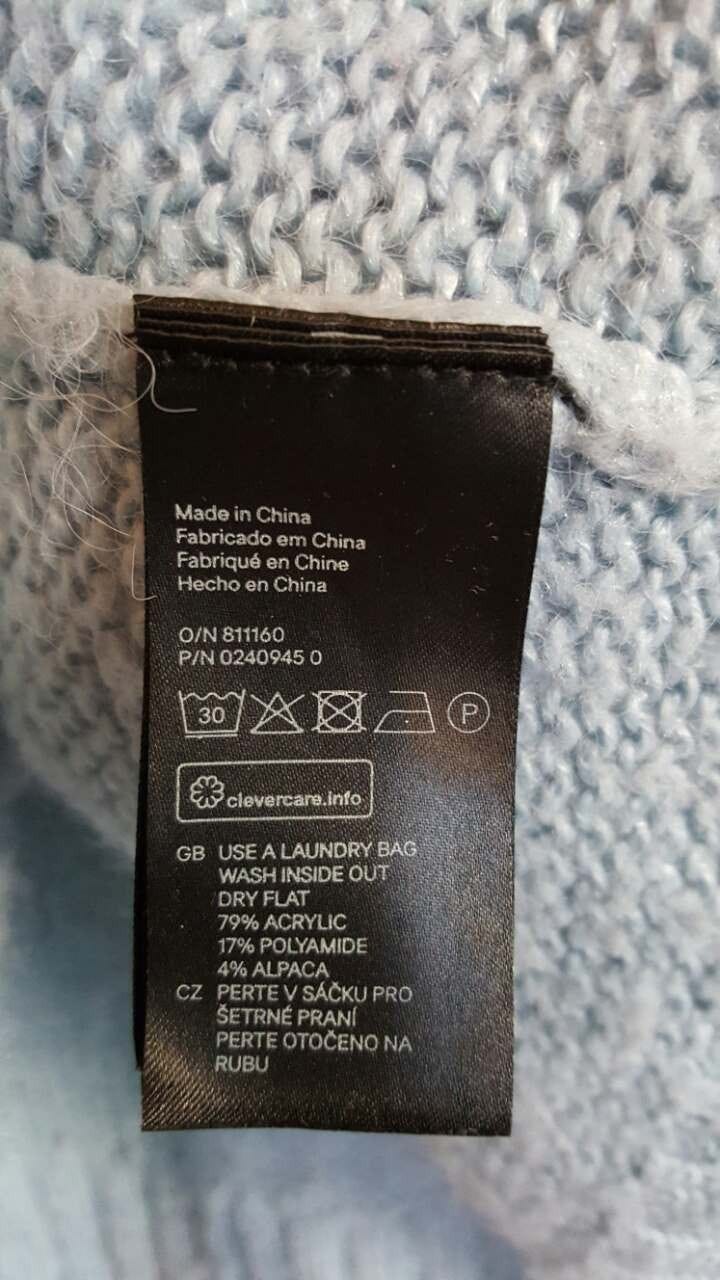 Made in China
Fabricado em China
Fabriqué en Chine
Hecho en China
O/N 811160
P/N 0240945 0
30 P
clevercare.info
GB USE A LAUNDRY BAG
WASH INSIDE OUT
DRY FLAT
79% ACRYLIC
17% POLYAMIDE
4% ALPACA
CZ PERTE V SÁČKU PRO
ŠETRNÉ PRANÍ
PERTE OTOČENO NA
RUBU